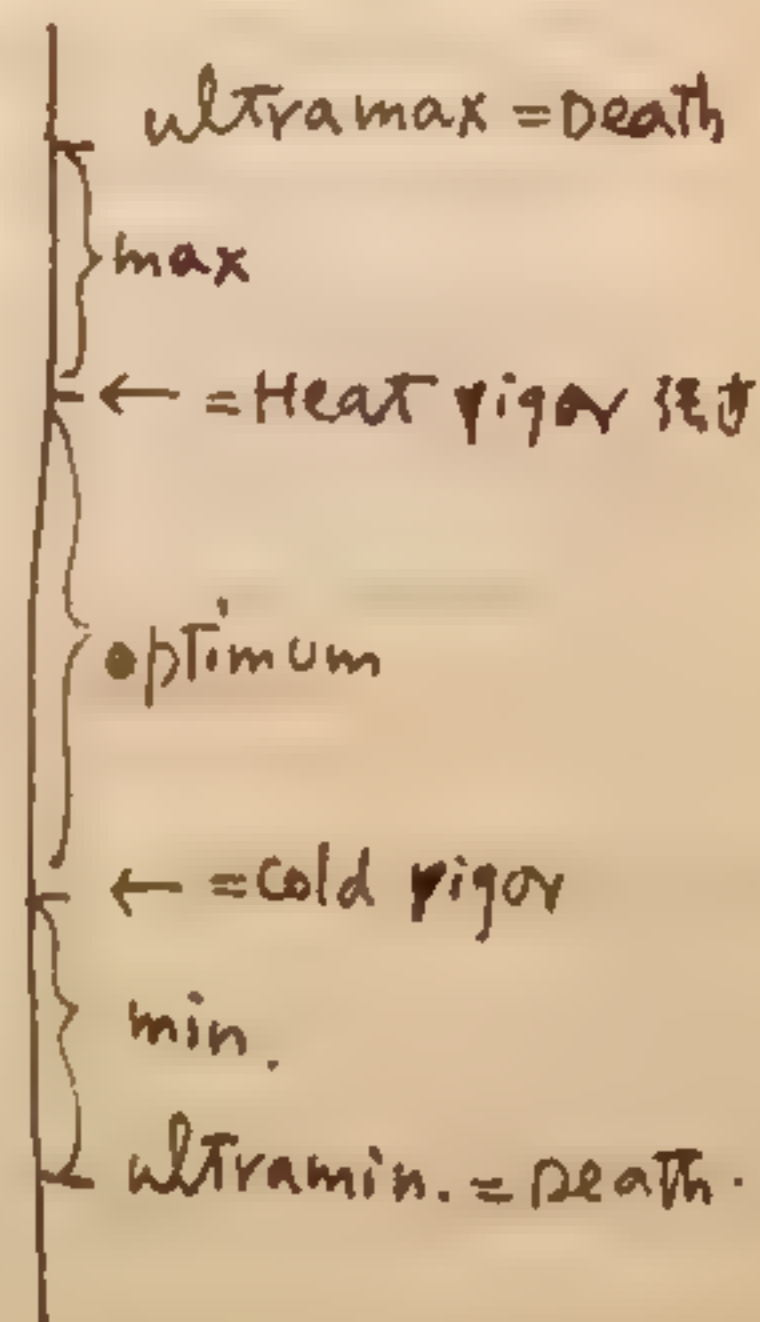 ultramax = Death
max
← = Heat rigor
optimum
← = Cold rigor
min.
ultramin. = Death.